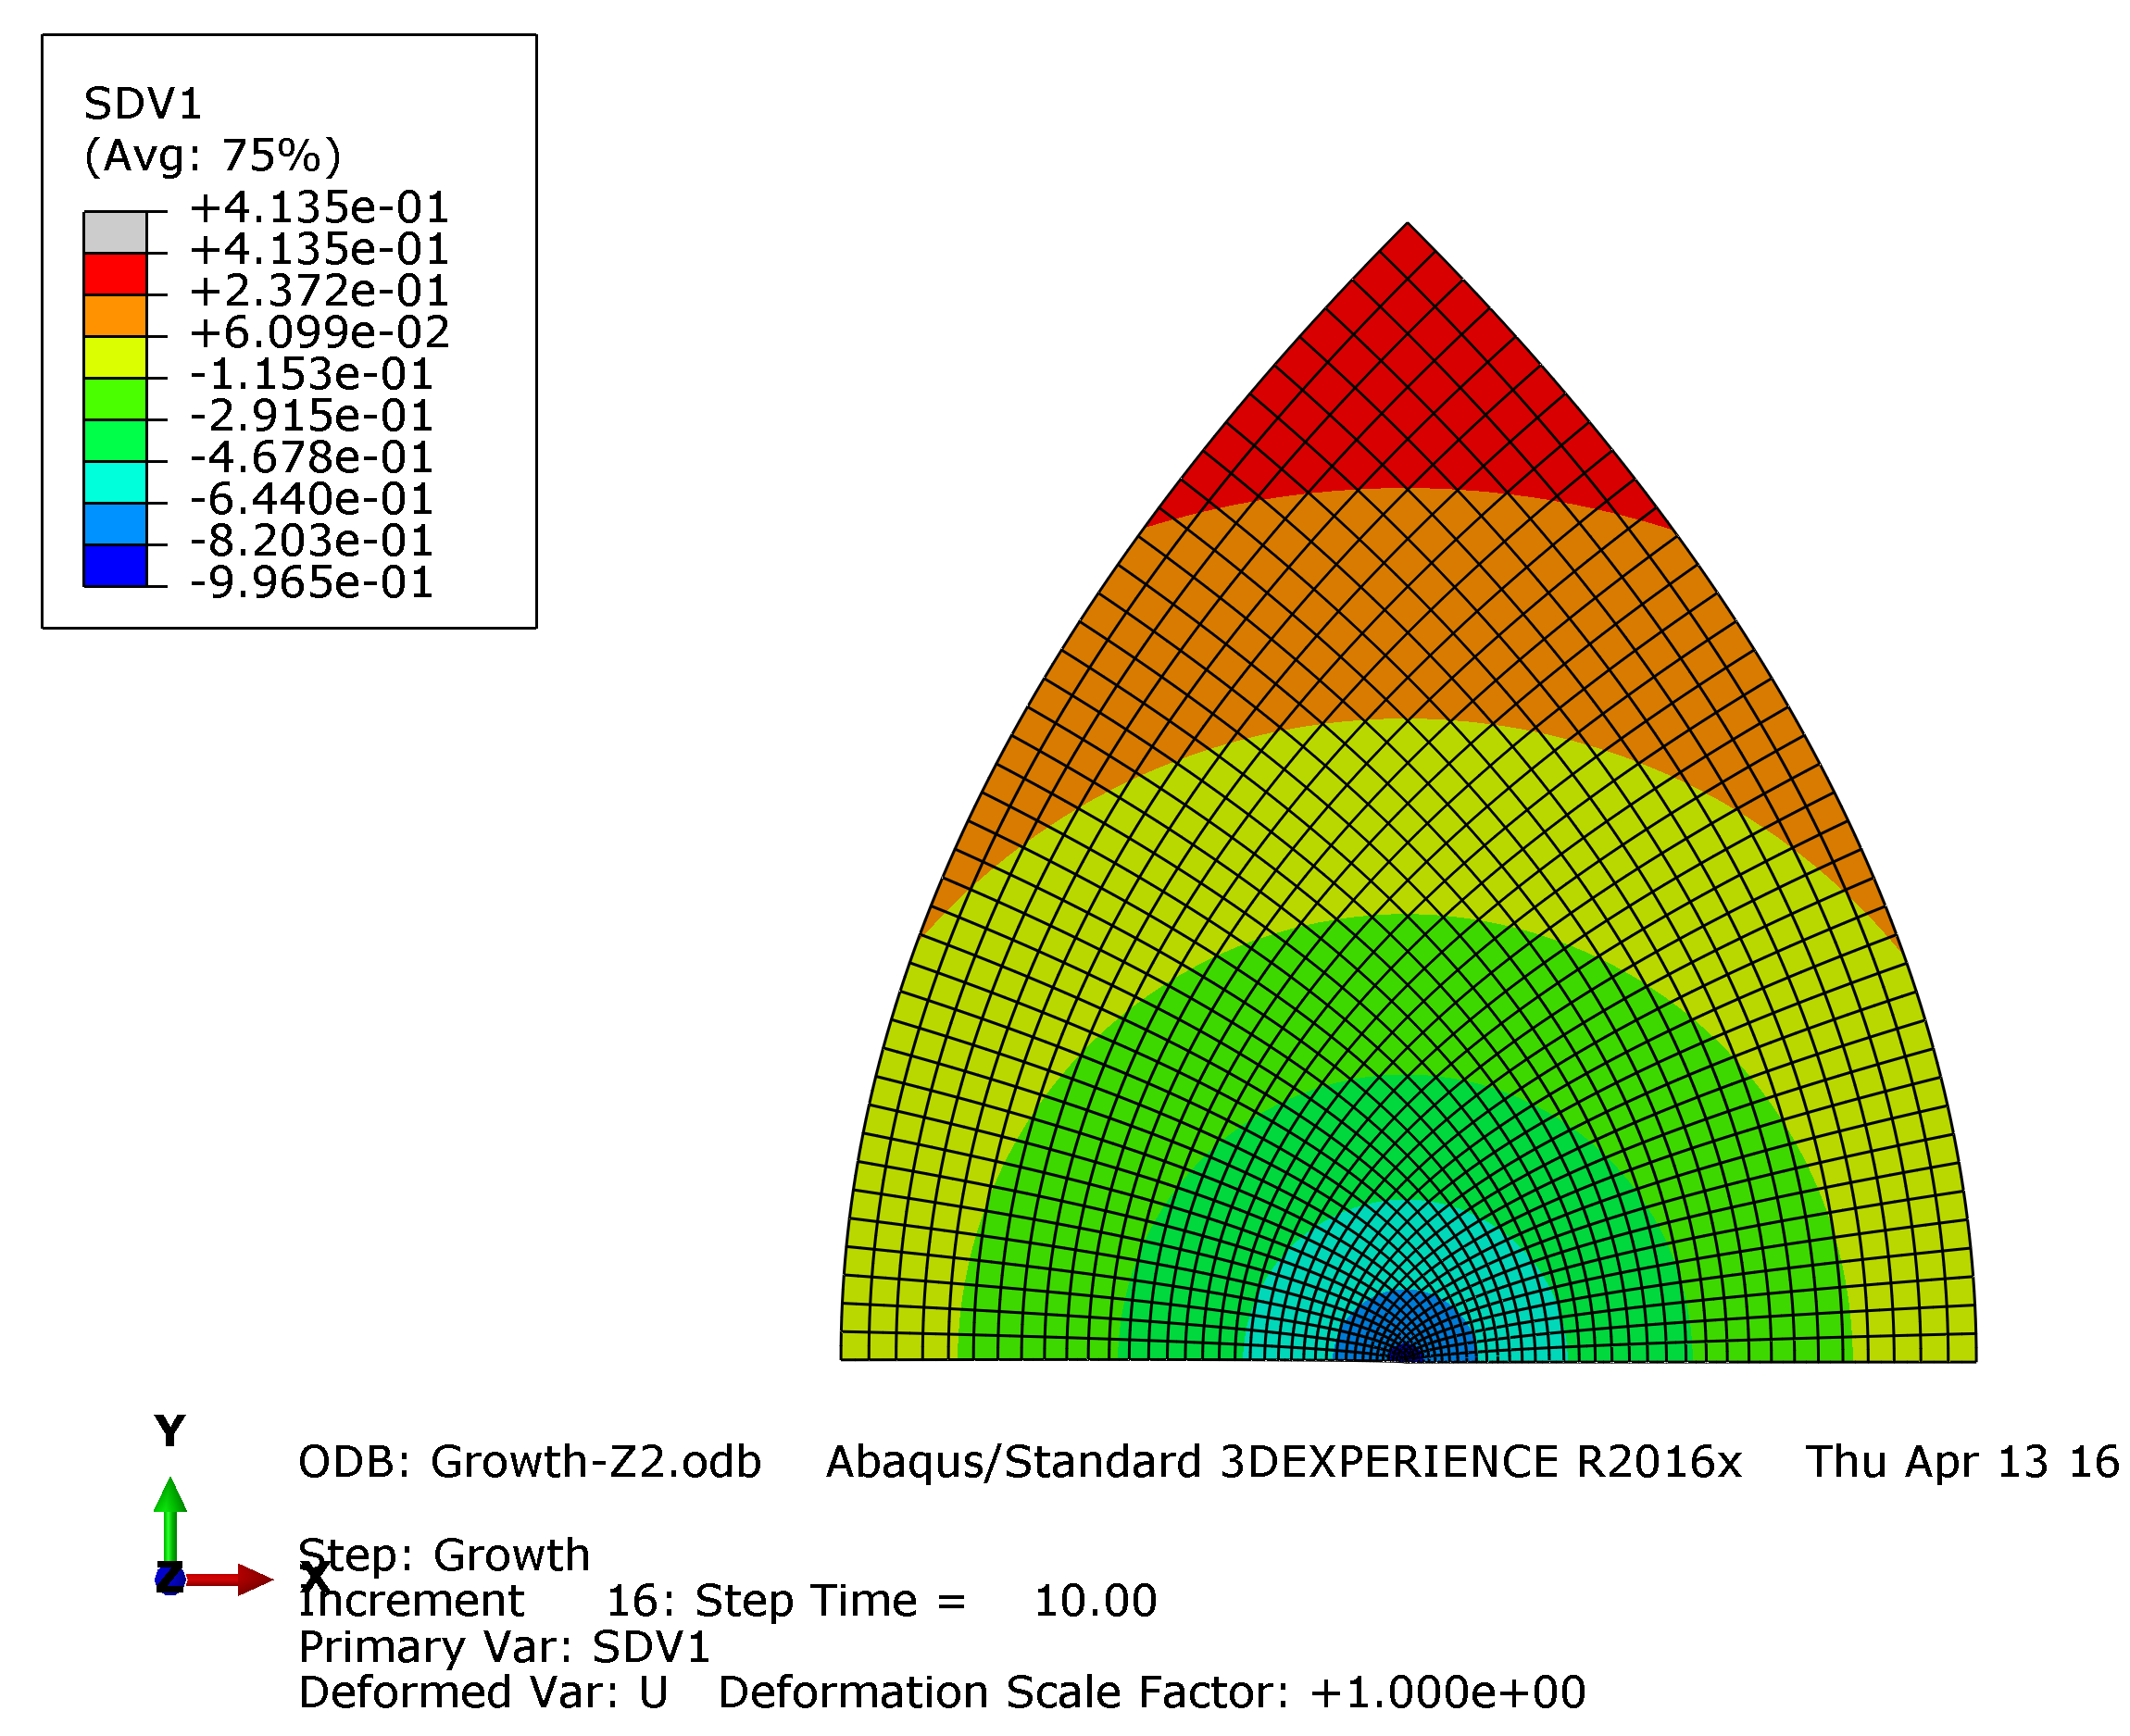 SDV1
(Avg: 75%)
+4.135e-01
+4.135e-01
+2.372e-01
+6.099e-02
-1.153e-01
-2.915e-01
-4.678e-01
-6.440e-01
-8.203e-01
-9.965e-01
Y
Z
X
ODB: Growth-Z2.odb    Abaqus/Standard 3DEXPERIENCE R2016x    Thu Apr 13 16
Step: Growth
Increment    16: Step Time =    10.00
Primary Var: SDV1
Deformed Var: U   Deformation Scale Factor: +1.000e+00